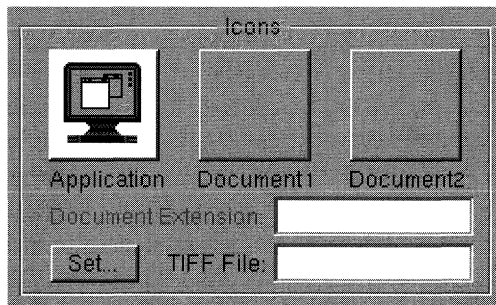 Icons
Application Document1 Document2
Document Extension:
Set... TIFF File: